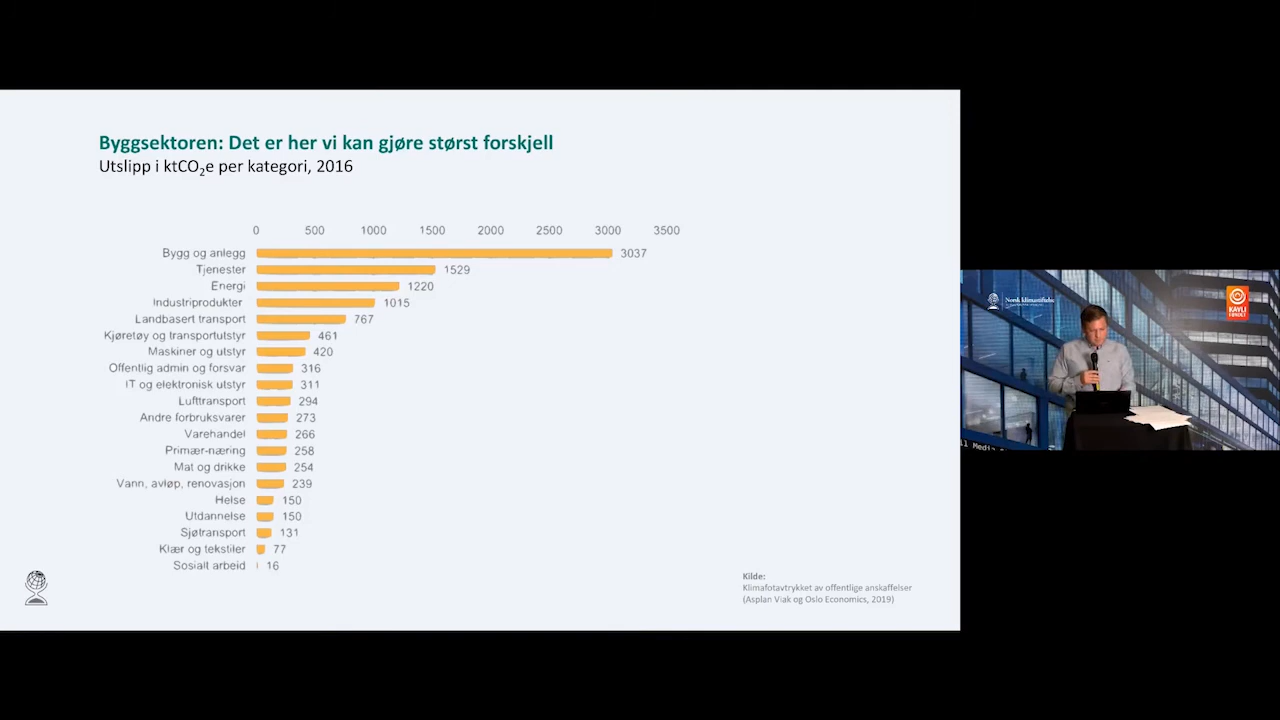 Byggsektoren: Det er her vi kan gjøre størst forskjell
Utslipp i ktCO₂e per kategori, 2016
0 500 1000 1500 2000 2500 3000 3500
Bygg og anlegg 3037
Tjenester 1529
Energi 1220
Industriprodukter 1015
Landbasert transport 767
Kjøretøy og transportutstyr 461
Maskiner og utstyr 420
Offentlig admin og forsvar 316
IT og elektronisk utstyr 311
Lufttransport 294
Andre forbruksvarer 273
Varehandel 266
Primær-næring 258
Mat og drikke 254
Vann, avløp, renovasjon 239
Helse 150
Utdannelse 150
Sjøtransport 131
Klær og tekstiler 77
Sosialt arbeid 16
Kilde:
Klimafotavtrykket av offentlige anskaffelser
(Asplan Viak og Oslo Economics, 2019)
Norsk klimastiftelse
KAVLI
FONDET